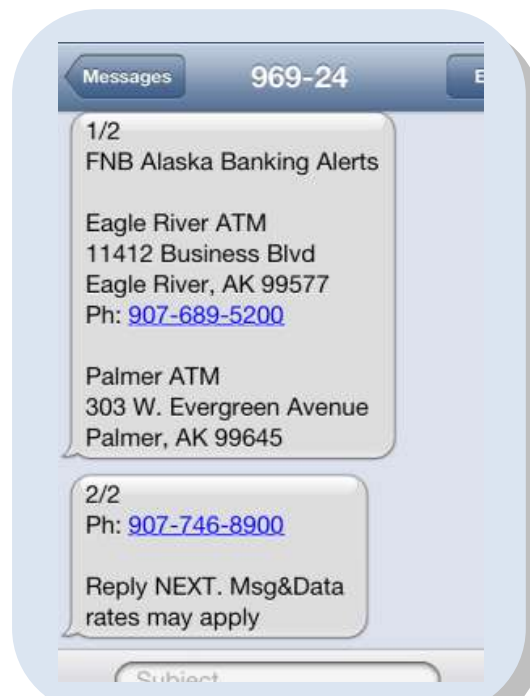 Messages
969-24
E
1/2
FNB Alaska Banking Alerts
Eagle River ATM
11412 Business Blvd
Eagle River, AK 99577
Ph: 907-689-5200
Palmer ATM
303 W. Evergreen Avenue
Palmer, AK 99645
2/2
Ph: 907-746-8900
Reply NEXT. Msg&Data
rates may apply
Subject